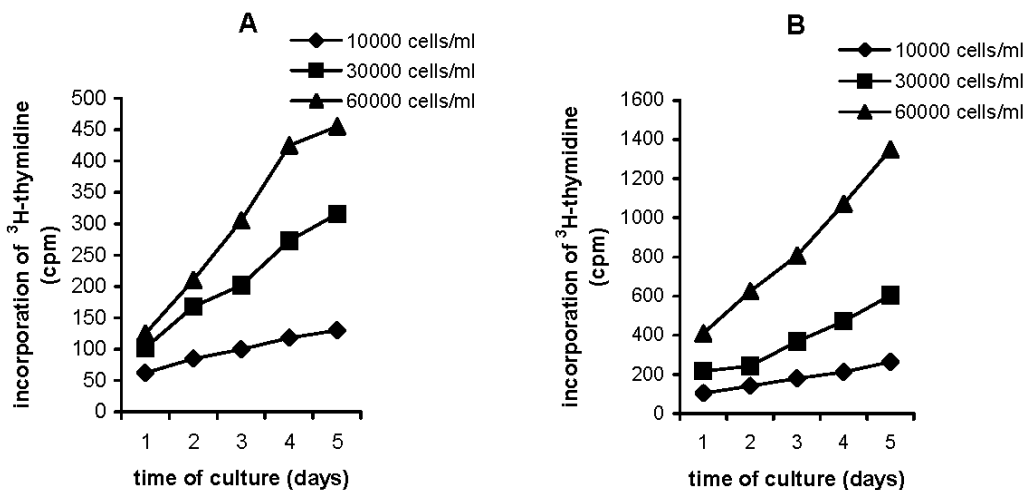 A
10000 cells/ml
30000 cells/ml
60000 cells/ml
500
450
400
350
300
250
200
150
100
50
0
incorporation of ³H-thymidine
(cpm)
1 2 3 4 5
time of culture (days)
B
10000 cells/ml
30000 cells/ml
60000 cells/ml
1600
1400
1200
1000
800
600
400
200
0
incorporation of ³H-thymidine
(cpm)
1 2 3 4 5
time of culture (days)